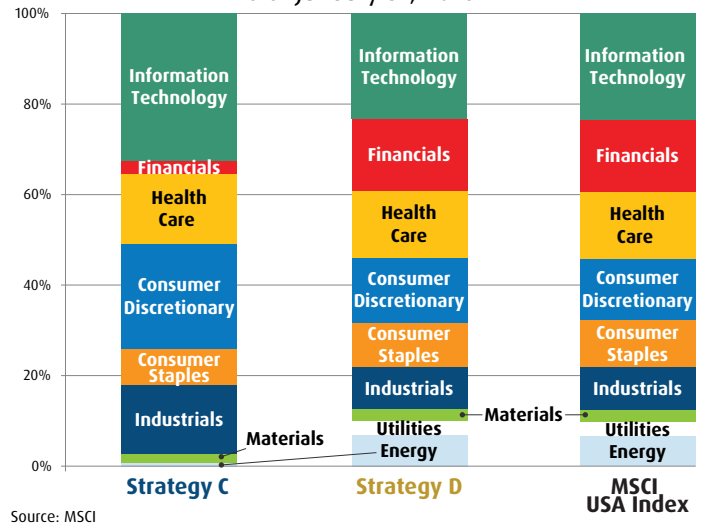 100%
80%
60%
40%
20%
0%
Information
Technology
Financials
Health
Care
Consumer
Discretionary
Consumer
Staples
Industrials
Materials
Strategy C
Information
Technology
Financials
Health
Care
Consumer
Discretionary
Consumer
Staples
Industrials
Utilities
Energy
Strategy D
Materials
Information
Technology
Financials
Health
Care
Consumer
Discretionary
Consumer
Staples
Industrials
Utilities
Energy
MSCI
USA Index
Source: MSCI